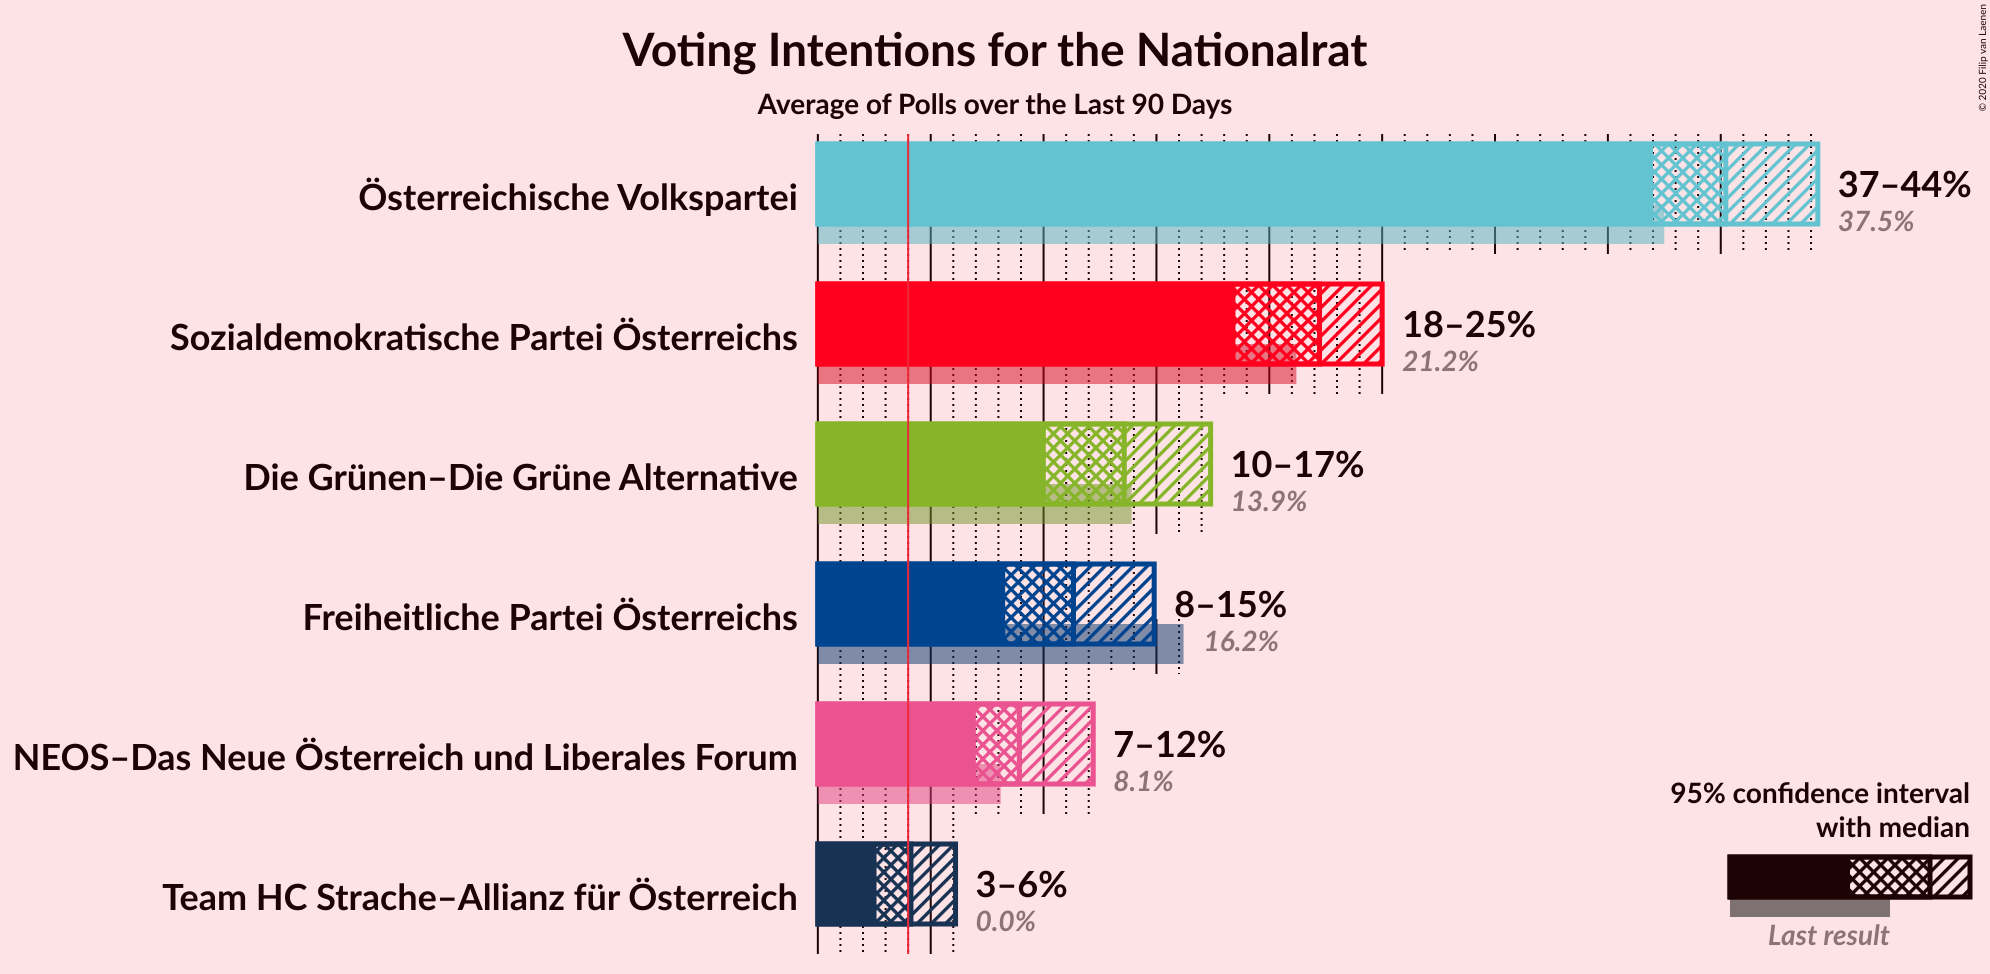 Voting Intentions for the Nationalrat
Average of Polls over the Last 90 Days
© 2020 Filip van Laenen
Österreichische Volkspartei
37–44%
37.5%
Sozialdemokratische Partei Österreichs
18–25%
21.2%
Die Grünen–Die Grüne Alternative
10–17%
13.9%
Freiheitliche Partei Österreichs
8–15%
16.2%
NEOS–Das Neue Österreich und Liberales Forum
7–12%
8.1%
Team HC Strache–Allianz für Österreich
3–6%
0.0%
95% confidence interval
with median
Last result